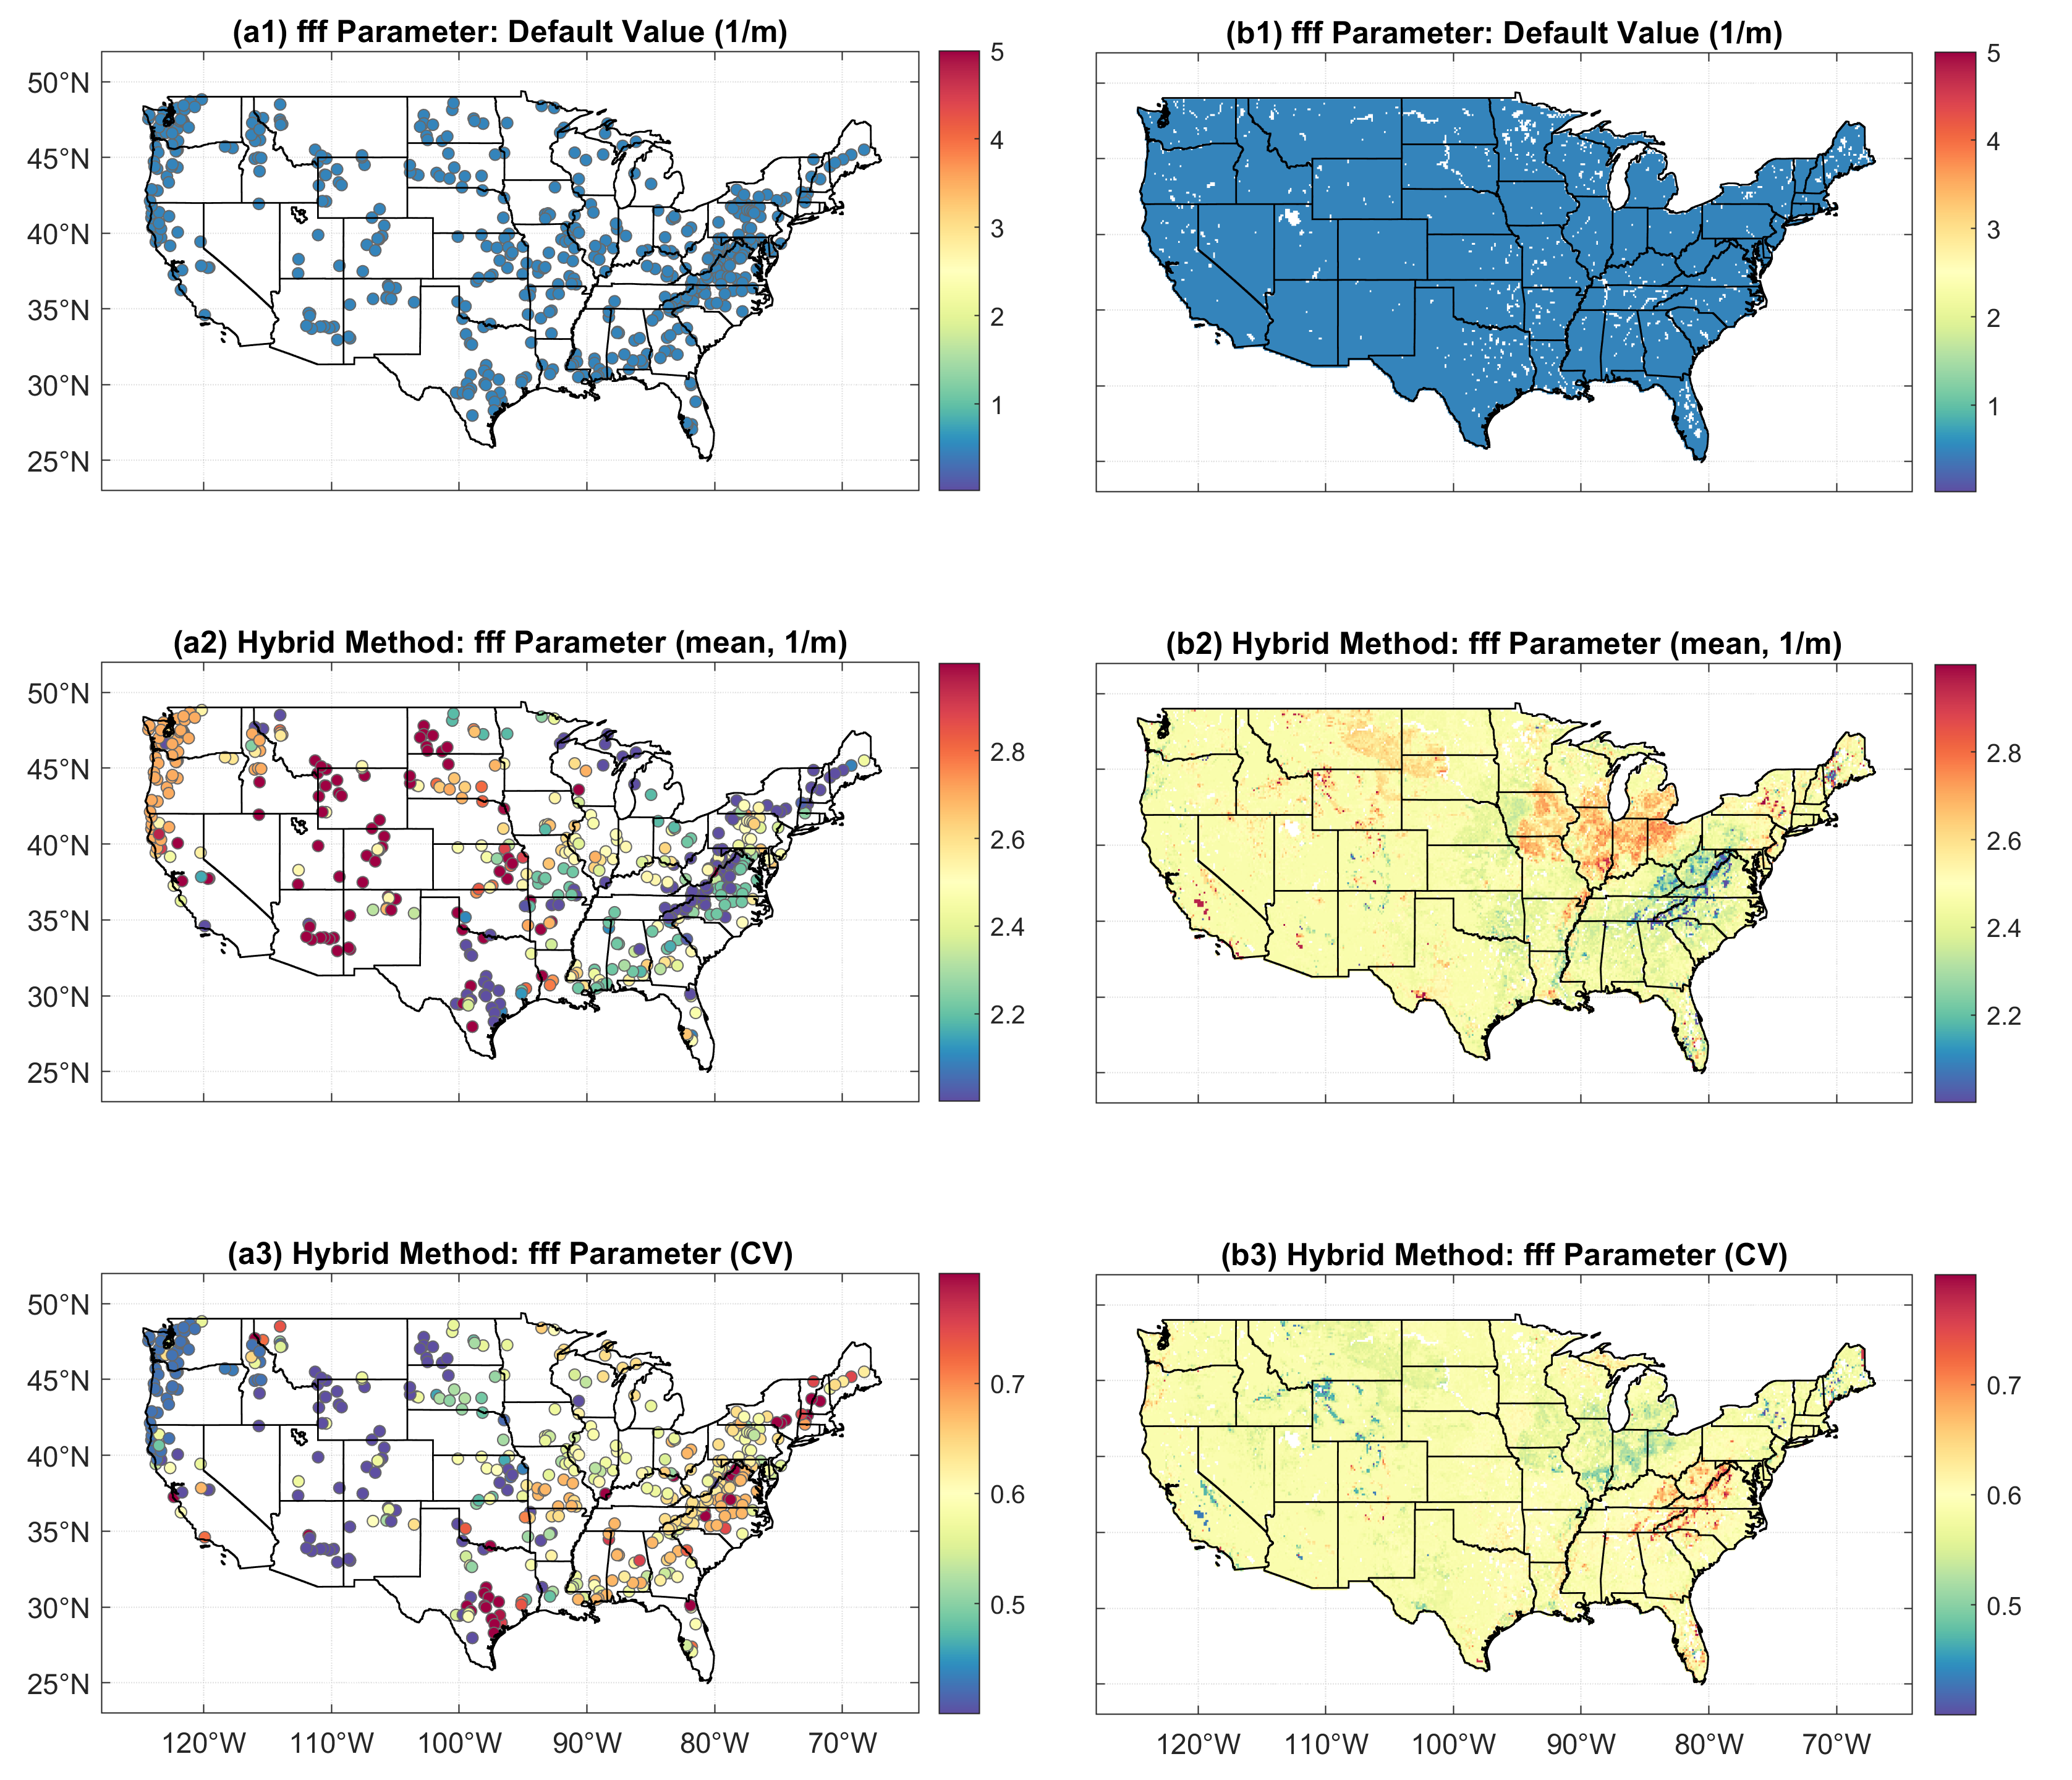 (a1) fff Parameter: Default Value (1/m)
50°N
45°N
40°N
35°N
30°N
25°N
5
4
3
2
1
(b1) fff Parameter: Default Value (1/m)
5
4
3
2
1
(a2) Hybrid Method: fff Parameter (mean, 1/m)
50°N
45°N
40°N
35°N
30°N
25°N
2.8
2.6
2.4
2.2
(b2) Hybrid Method: fff Parameter (mean, 1/m)
2.8
2.6
2.4
2.2
(a3) Hybrid Method: fff Parameter (CV)
50°N
45°N
40°N
35°N
30°N
25°N
120°W 110°W 100°W 90°W 80°W 70°W
0.7
0.6
0.5
(b3) Hybrid Method: fff Parameter (CV)
120°W 110°W 100°W 90°W 80°W 70°W
0.7
0.6
0.5